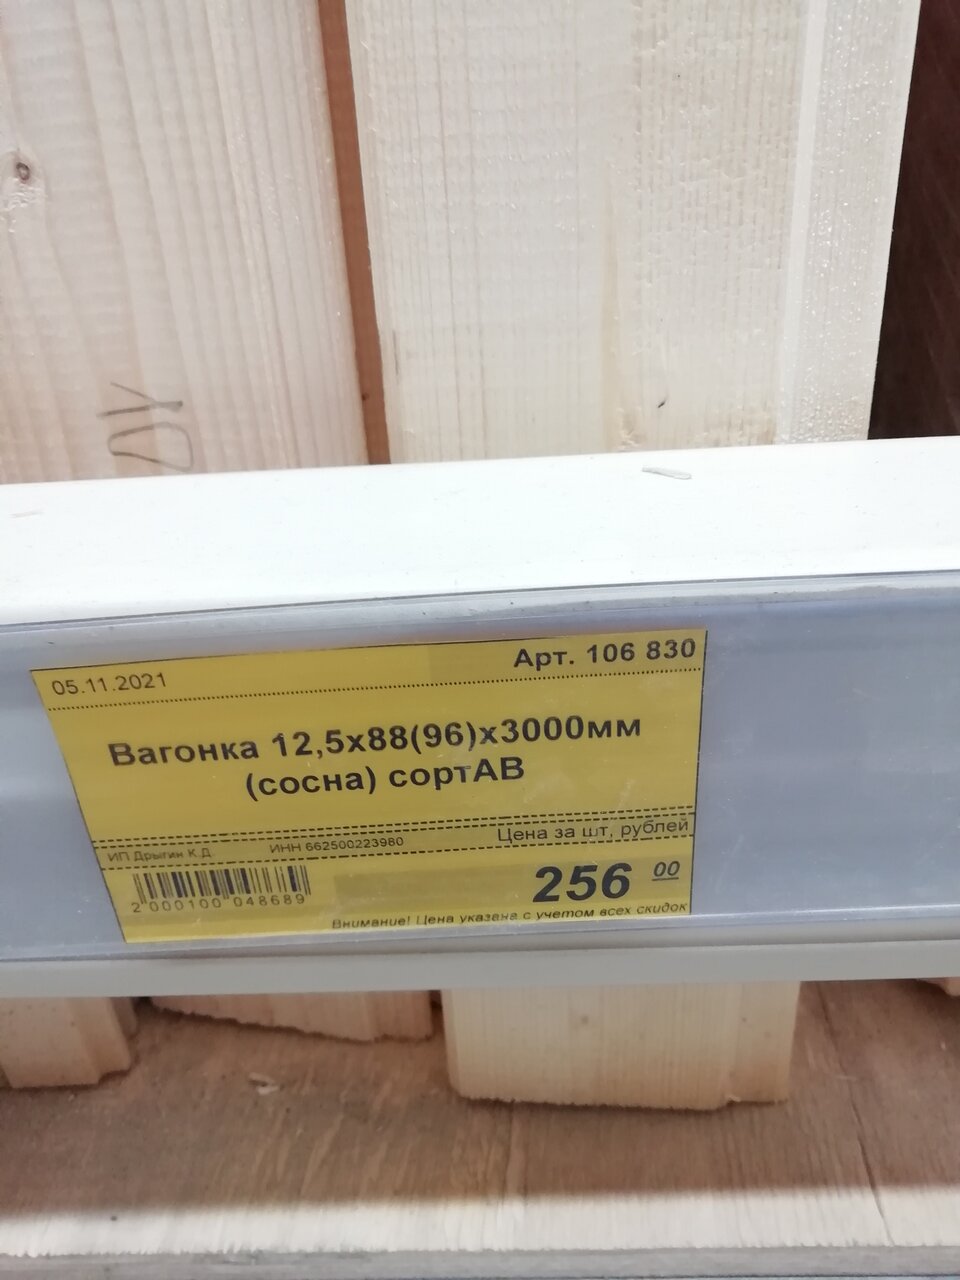 05.11.2021
Арт. 106 830
Вагонка 12,5х88(96)х3000мм
(сосна) сортАВ
Цена за шт, рублей
ИП Дрыгин К.Д. ИНН 662500223980
256 00
2 000100 048689
Внимание! Цена указана с учетом всех скидок